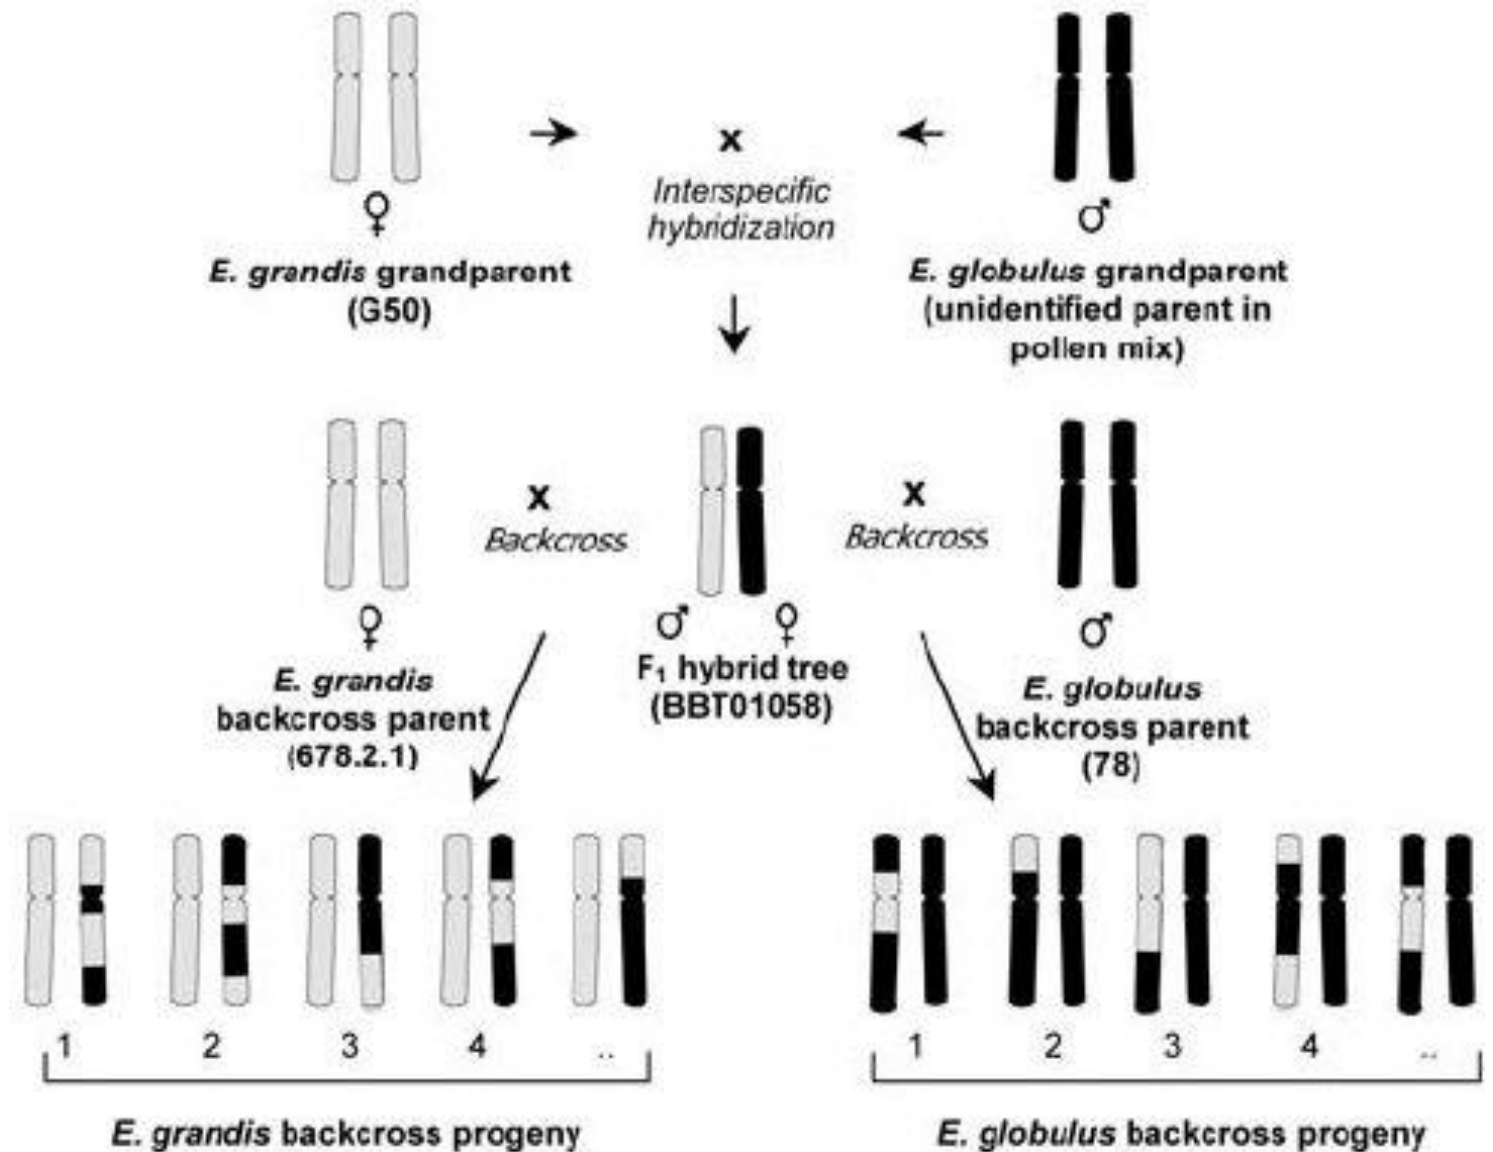 x
Interspecific
hybridization
♀
♂
E. grandis grandparent
(G50)
E. globulus grandparent
(unidentified parent in
pollen mix)
x
Backcross
x
Backcross
♀
♂ ♀
♂
E. grandis
backcross parent
(678.2.1)
F₁ hybrid tree
(BBT01058)
E. globulus
backcross parent
(78)
1 2 3 4 ..
E. grandis backcross progeny
1 2 3 4 ..
E. globulus backcross progeny